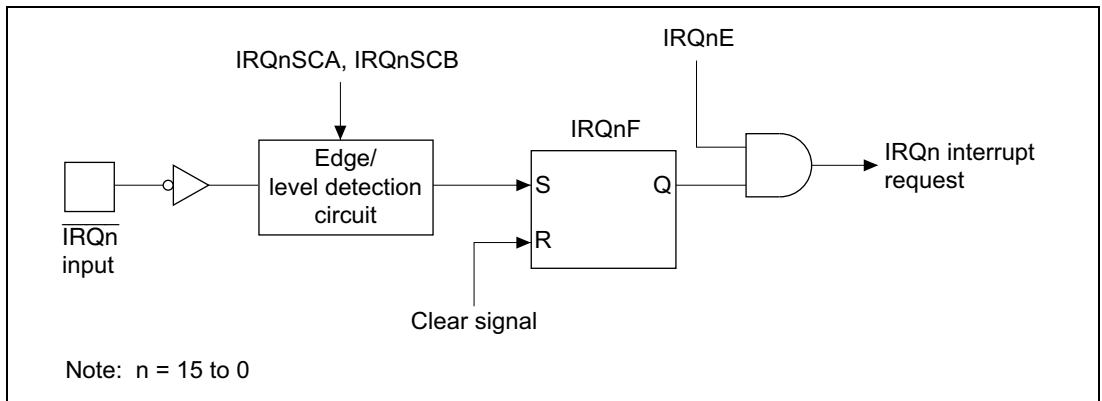 IRQnE
IRQnSCA, IRQnSCB
IRQnF
Edge/
level detection
circuit
S
Q
R
IRQn interrupt
request
IRQn
input
Clear signal
Note: n = 15 to 0